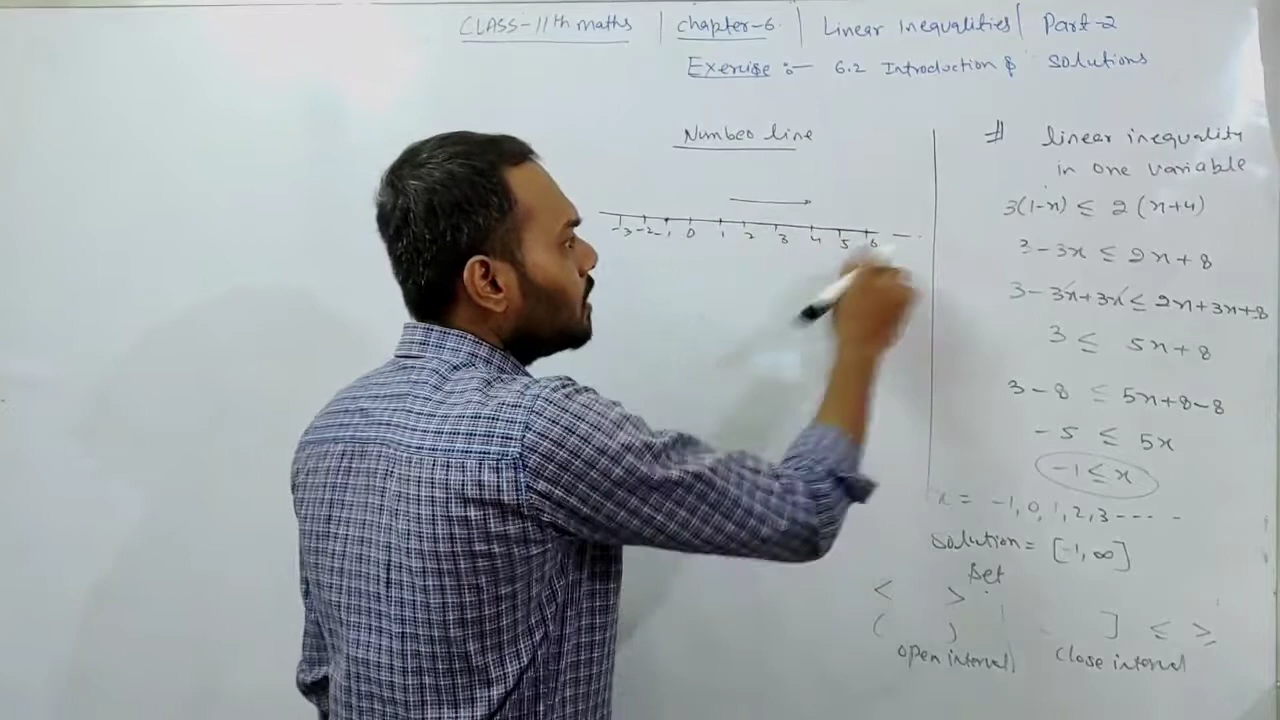 CLASS-11th maths | Chapter-6 | Linear Inequalities | Part-2
Exercise :- 6.2 Introduction & Solutions
Number line
-3 -2 -1 0 1 2 3 4 5 6
# linear inequality
in one variable
3(1-x) ≤ 2(x+4)
3-3x ≤ 2x+8
3-3x+3x ≤ 2x+3x+8
3 ≤ 5x+8
3-8 ≤ 5x+8-8
-5 ≤ 5x
-1 ≤ x
x = -1, 0, 1, 2, 3 -----
Solution = [-1, ∞]
Set
< >
( ) ] ≤ ≥
open interval close interval